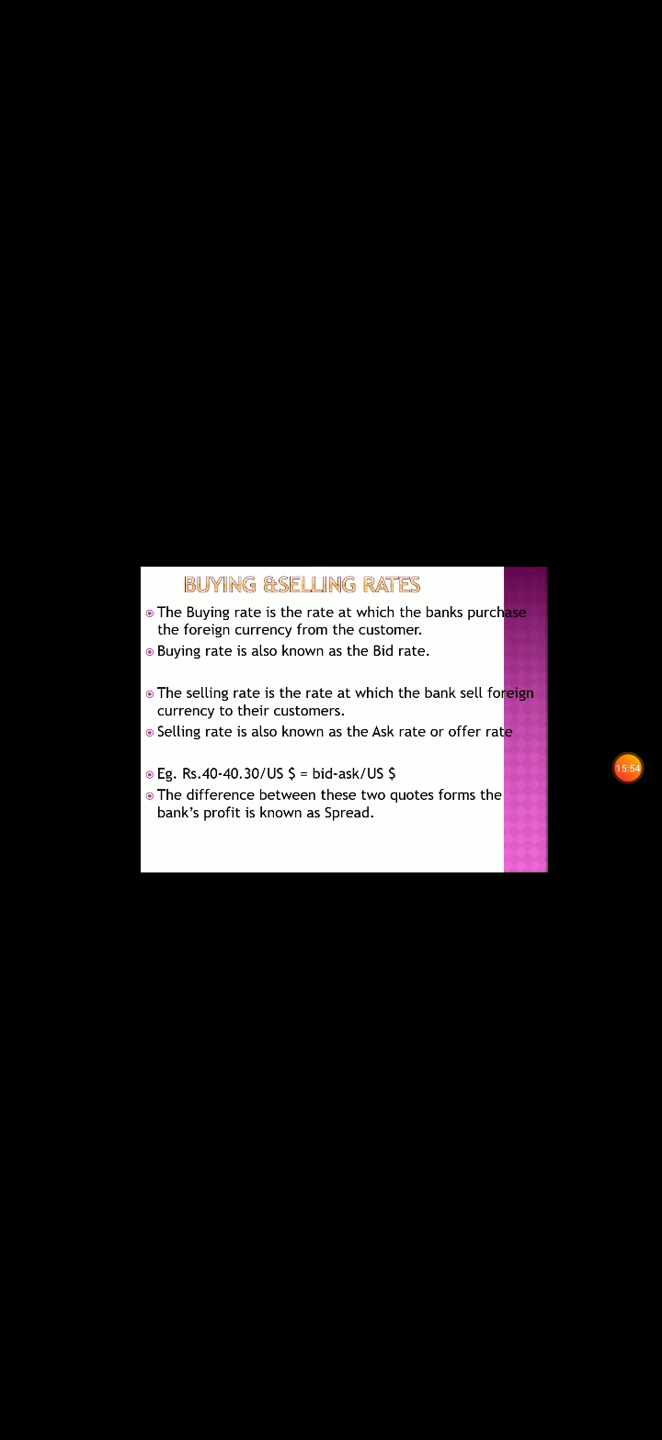 BUYING &SELLING RATES
The Buying rate is the rate at which the banks purchase
the foreign currency from the customer.
Buying rate is also known as the Bid rate.
The selling rate is the rate at which the bank sell foreign
currency to their customers.
Selling rate is also known as the Ask rate or offer rate
Eg. Rs.40-40.30/US $ = bid-ask/US $
The difference between these two quotes forms the
bank's profit is known as Spread.
15:54